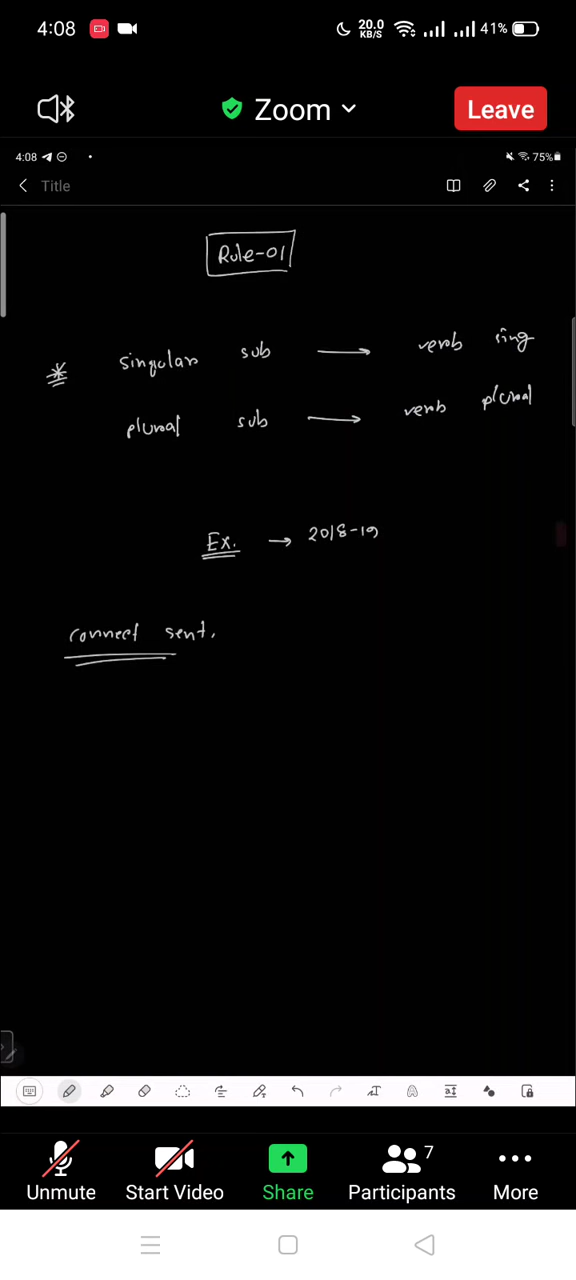 4:08 20.0 KB/S 41%
Zoom Leave
4:08 75%
Title
Rule-01
* singular sub → verb sing
plural sub → verb plural
Ex. → 2018-19
connect sent.
Unmute Start Video Share Participants 7 More